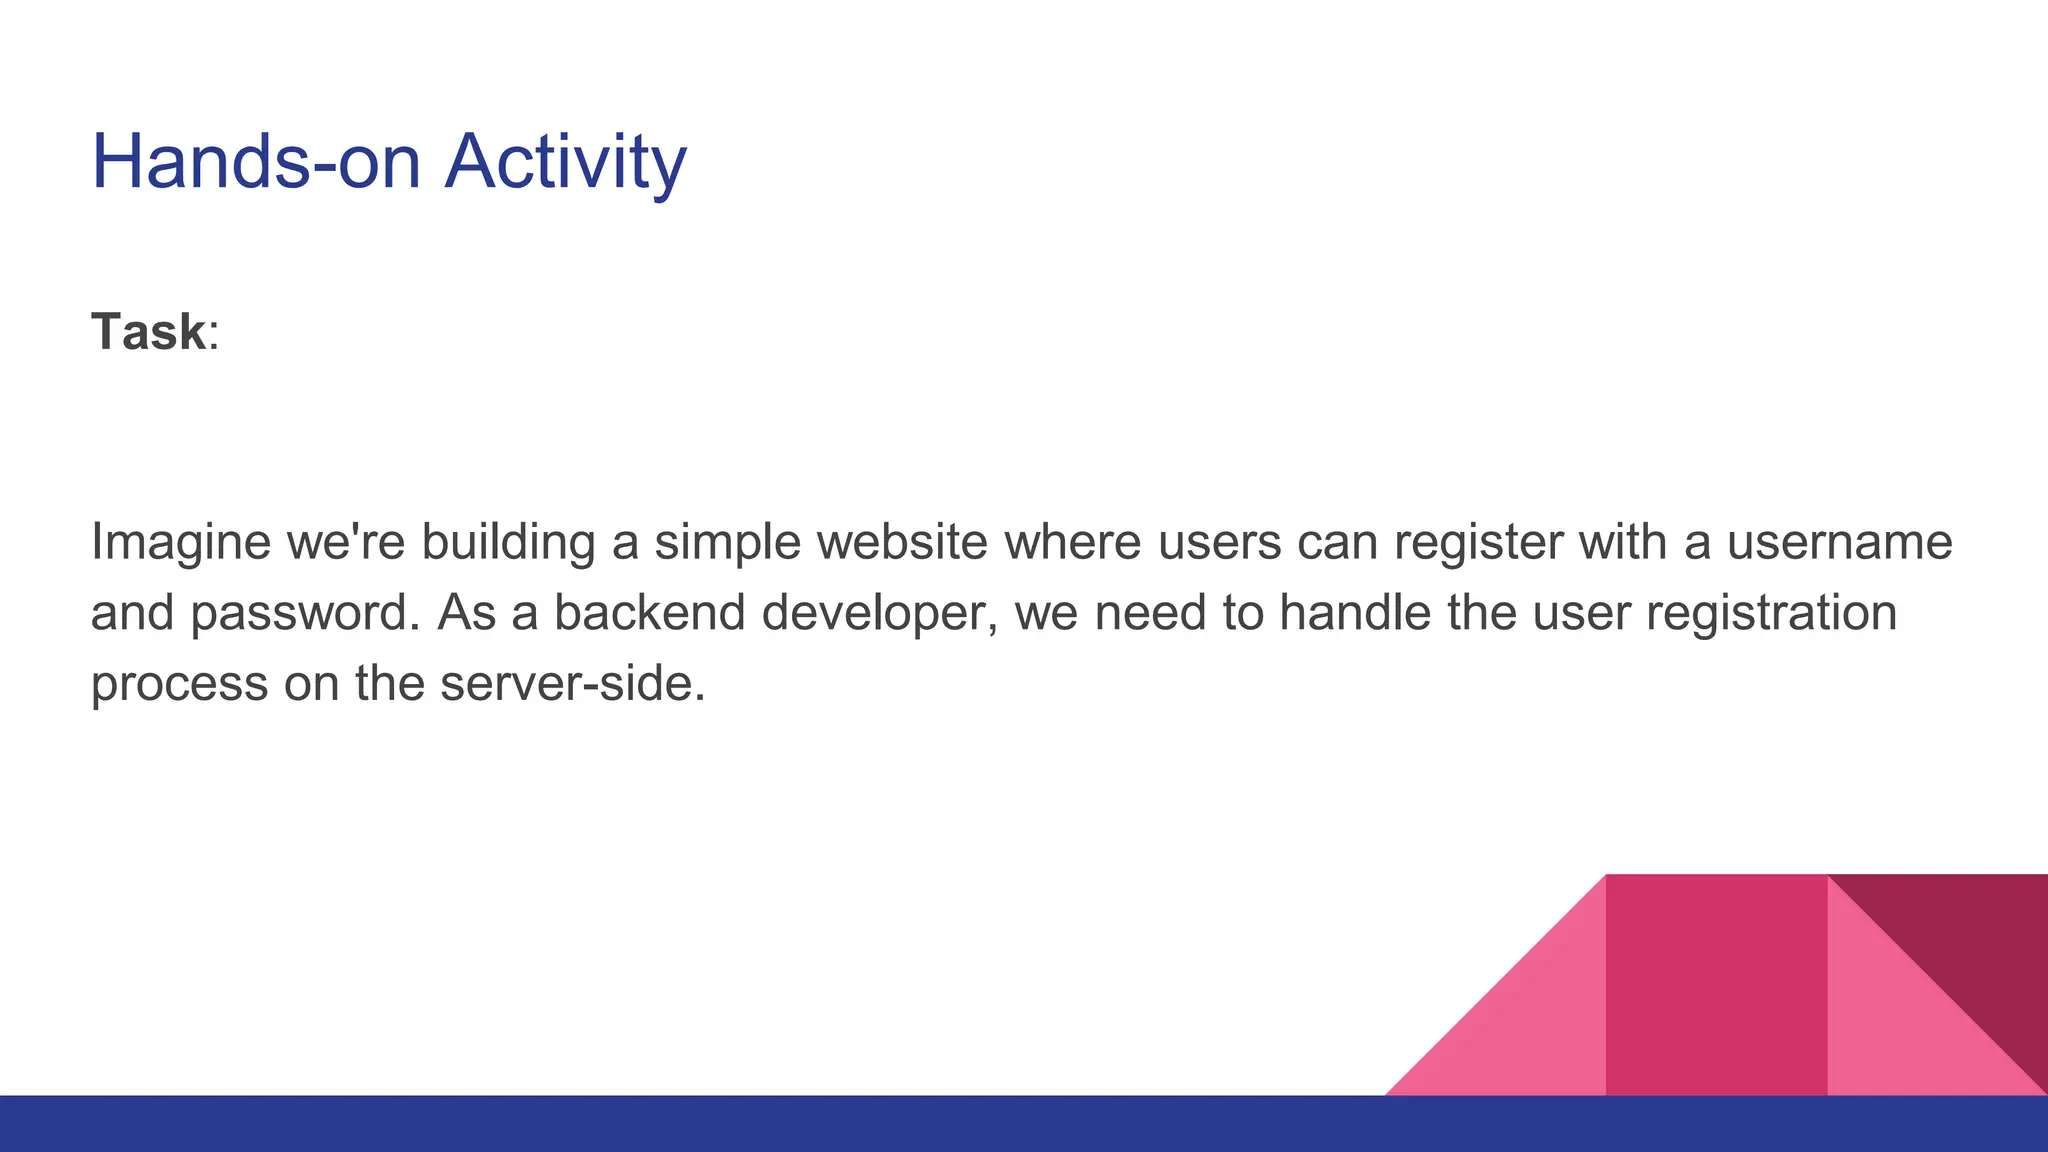 Hands-on Activity
Task:
Imagine we're building a simple website where users can register with a username
and password. As a backend developer, we need to handle the user registration
process on the server-side.